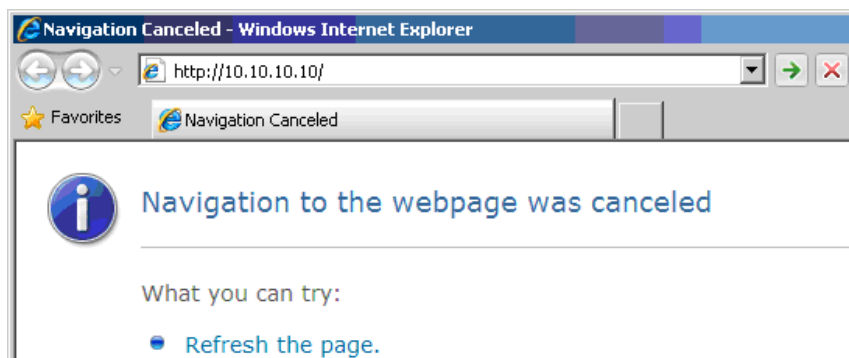 Navigation Canceled - Windows Internet Explorer
http://10.10.10.10/
Favorites
Navigation Canceled
Navigation to the webpage was canceled
What you can try:
Refresh the page.